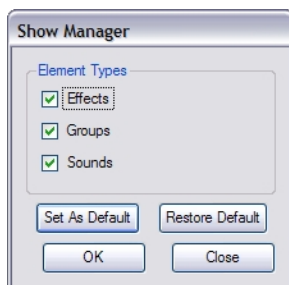 Show Manager
Element Types
Effects
Groups
Sounds
Set As Default Restore Default
OK Close